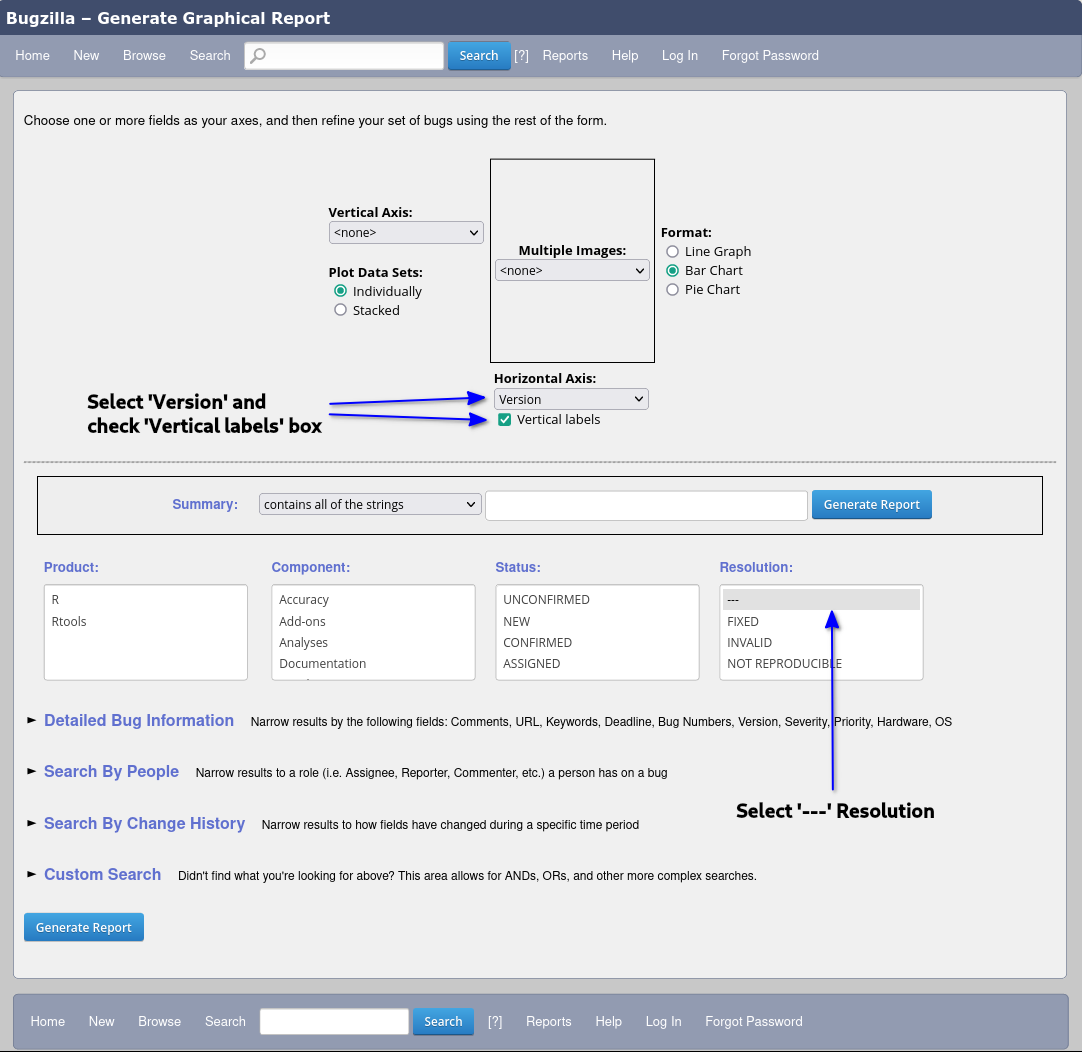 Bugzilla – Generate Graphical Report
Home New Browse Search Search [?] Reports Help Log In Forgot Password
Choose one or more fields as your axes, and then refine your set of bugs using the rest of the form.
Vertical Axis:
<none>
Plot Data Sets:
Individually
Stacked
Multiple Images:
<none>
Format:
Line Graph
Bar Chart
Pie Chart
Horizontal Axis:
Version
Vertical labels
Select 'Version' and
check 'Vertical labels' box
Summary: contains all of the strings Generate Report
Product:
R
Rtools
Component:
Accuracy
Add-ons
Analyses
Documentation
Status:
UNCONFIRMED
NEW
CONFIRMED
ASSIGNED
Resolution:
---
FIXED
INVALID
NOT REPRODUCIBLE
Detailed Bug Information Narrow results by the following fields: Comments, URL, Keywords, Deadline, Bug Numbers, Version, Severity, Priority, Hardware, OS
Search By People Narrow results to a role (i.e. Assignee, Reporter, Commenter, etc.) a person has on a bug
Select '---' Resolution
Search By Change History Narrow results to how fields have changed during a specific time period
Custom Search Didn't find what you're looking for above? This area allows for ANDs, ORs, and other more complex searches.
Generate Report
Home New Browse Search Search [?] Reports Help Log In Forgot Password